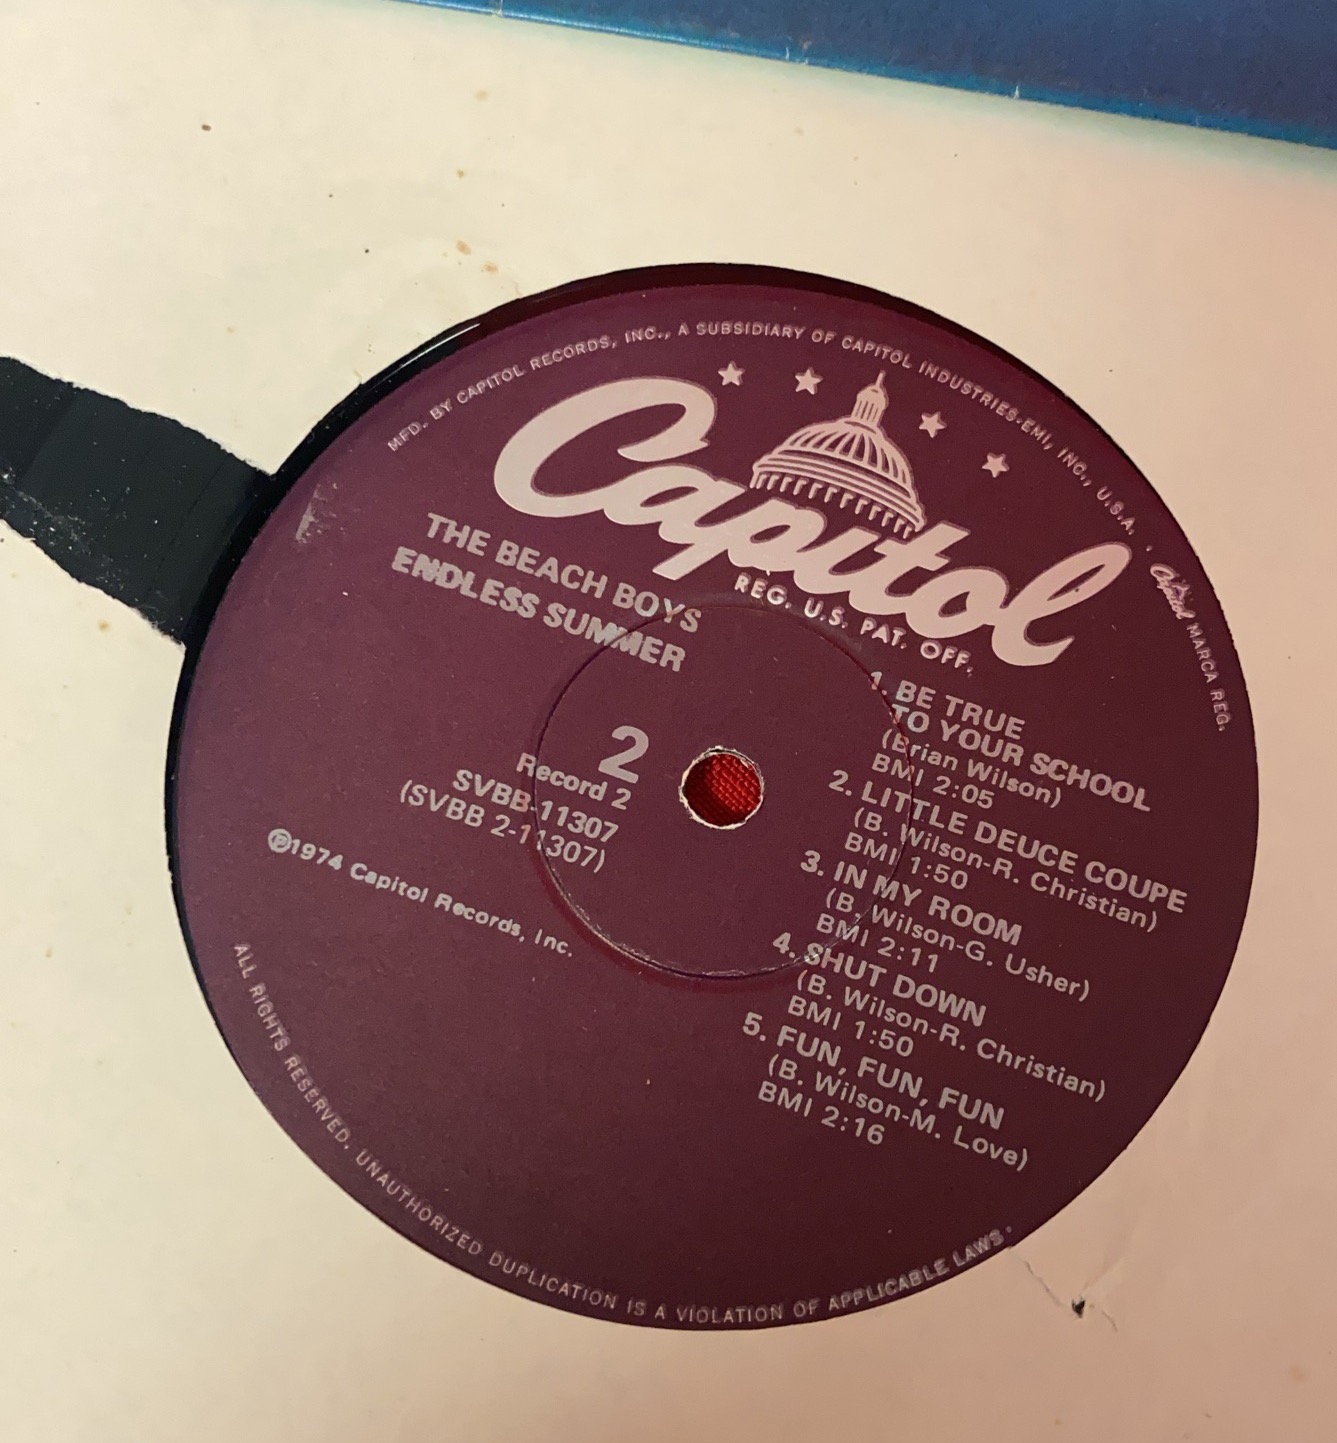 MFD. BY CAPITOL RECORDS, INC., A SUBSIDIARY OF CAPITOL INDUSTRIES-EMI, INC., U.S.A. · Capitol MARCA REG.
Capitol
REG. U.S. PAT. OFF.
THE BEACH BOYS
ENDLESS SUMMER
2
Record 2
SVBB-11307
(SVBB 2-11307)
℗1974 Capitol Records, Inc.
1. BE TRUE
TO YOUR SCHOOL
(Brian Wilson)
BMI 2:05
2. LITTLE DEUCE COUPE
(B. Wilson-R. Christian)
BMI 1:50
3. IN MY ROOM
(B. Wilson-G. Usher)
BMI 2:11
4. SHUT DOWN
(B. Wilson-R. Christian)
BMI 1:50
5. FUN, FUN, FUN
(B. Wilson-M. Love)
BMI 2:16
ALL RIGHTS RESERVED. UNAUTHORIZED DUPLICATION IS A VIOLATION OF APPLICABLE LAWS.